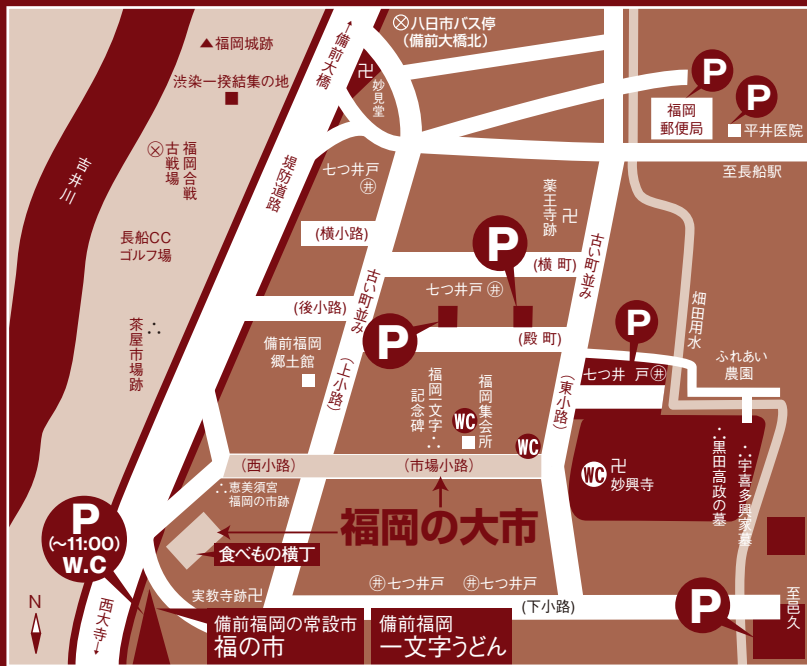 ↑備前大橋
八日市バス停
(備前大橋北)
▲福岡城跡
渋染一揆結集の地
卍
妙見堂
P
福岡
郵便局
P
平井医院
至長船駅
福岡合戦
古戦場
吉井川
堤防道路
七つ井戸
井
薬王寺跡
卍
長船CC
ゴルフ場
(横小路)
P
古い町並み
古い町並み
(横町)
七つ井戸 井
畑田用水
(後小路)
P
(殿町)
P
茶屋市場跡
備前福岡
郷土館
(上小路)
ふれあい
農園
七つ井 戸 井
福岡一文字
記念碑
福岡集会所
WC
(東小路)
WC
(西小路)
(市場小路)
WC
卍
妙興寺
黒田高政の墓
宇喜多興家墓
恵美須宮
福岡の市跡
福岡の大市
P
(~11:00)
W.C
食べもの横丁
井七つ井戸
井七つ井戸
実教寺跡卍
(下小路)
P
至邑久
N
西大寺→
備前福岡の常設市
福の市
備前福岡
一文字うどん